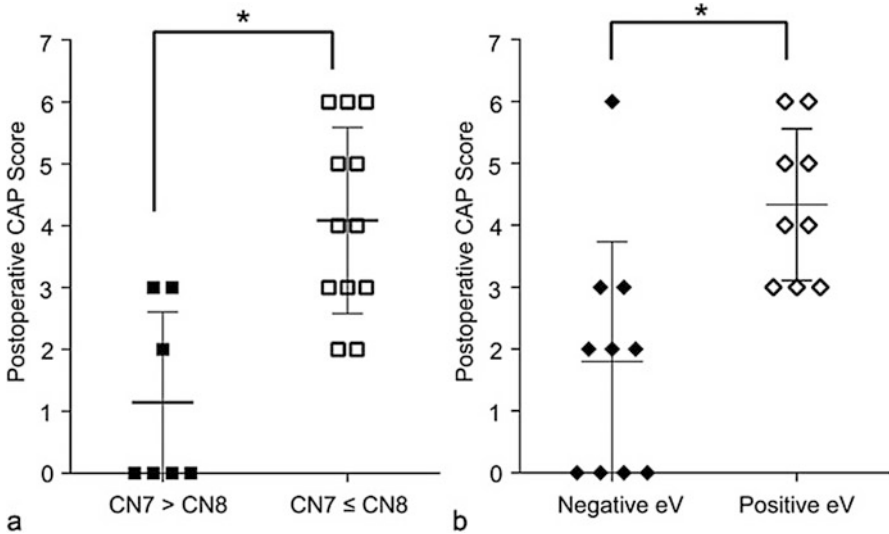 *
7
6
5
4
3
2
1
0
Postoperative CAP Score
CN7 > CN8
CN7 ≤ CN8
a
*
7
6
5
4
3
2
1
0
Postoperative CAP Score
Negative eV
Positive eV
b